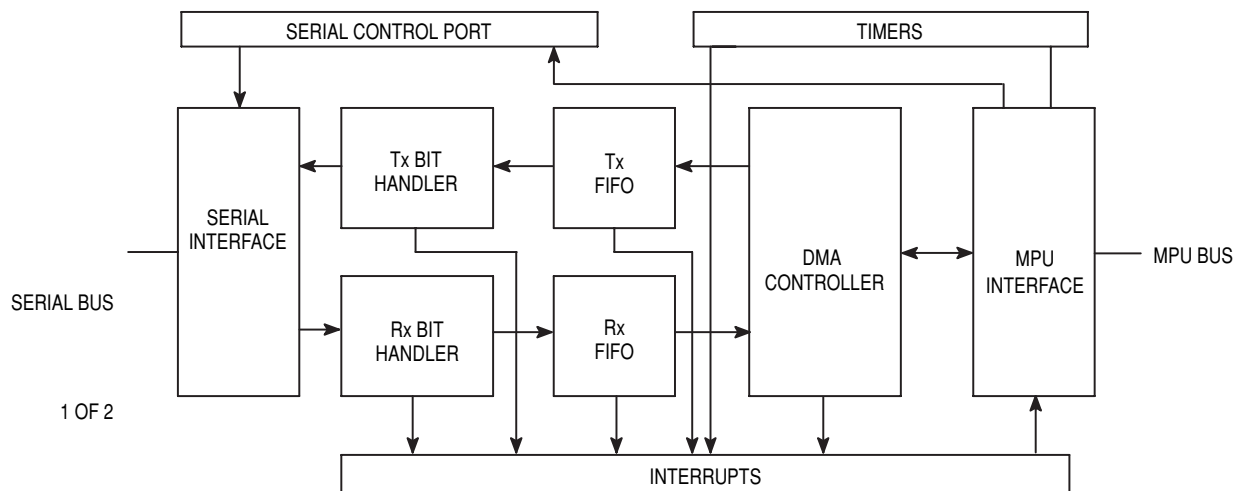 SERIAL CONTROL PORT
TIMERS
Tx BIT
HANDLER
Tx
FIFO
SERIAL
INTERFACE
DMA
CONTROLLER
MPU
INTERFACE
MPU BUS
SERIAL BUS
Rx BIT
HANDLER
Rx
FIFO
1 OF 2
INTERRUPTS